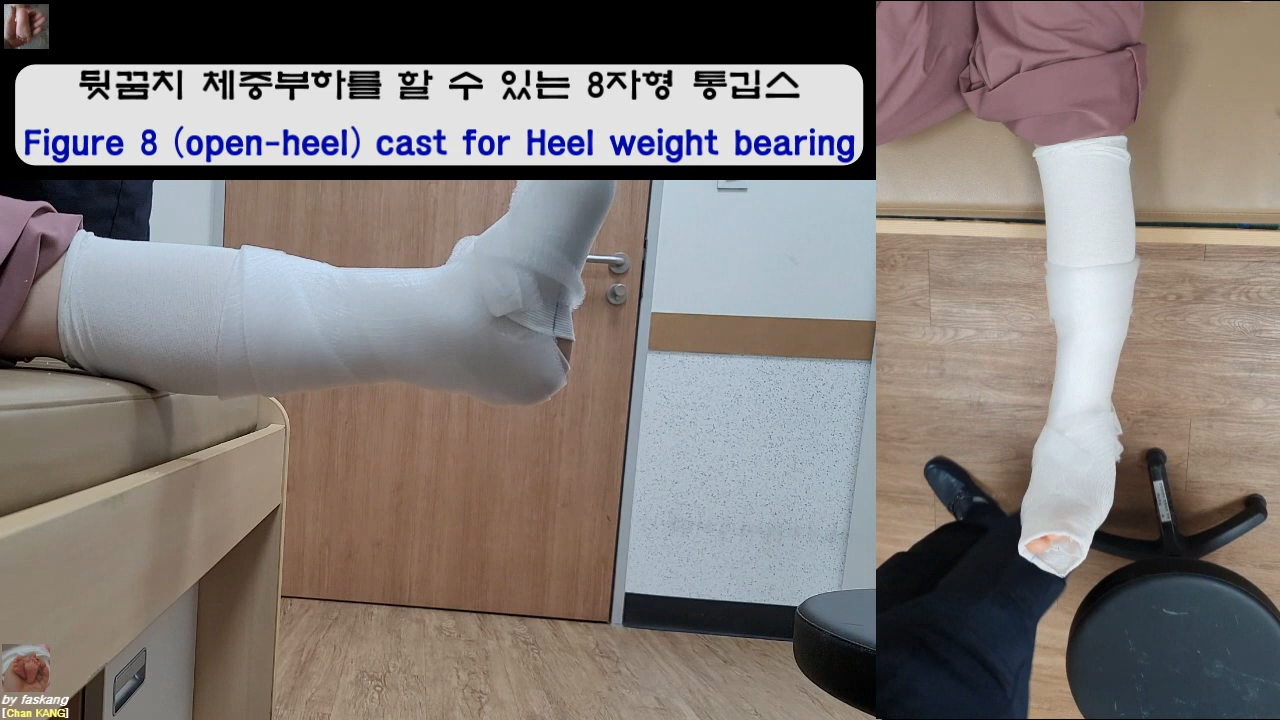 뒷꿈치 체중부하를 할 수 있는 8자형 통깁스
Figure 8 (open-heel) cast for Heel weight bearing
by faskang
[Chan KANG]